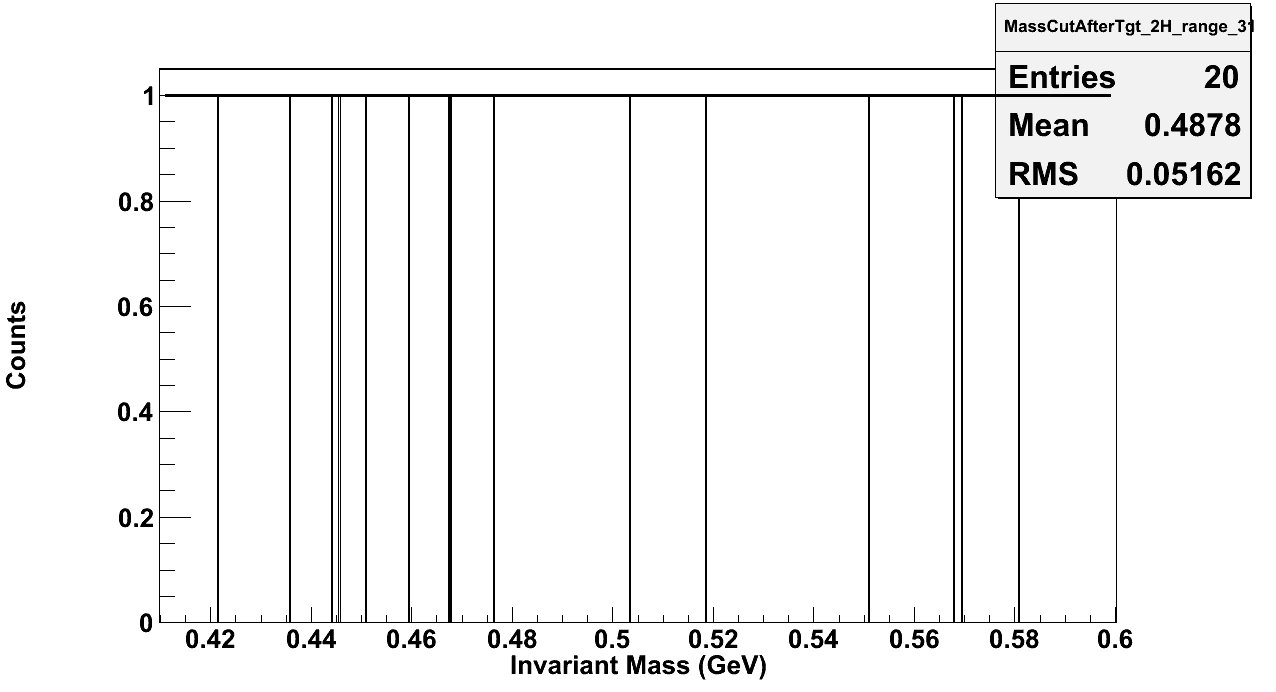 MassCutAfterTgt_2H_range_31
Entries 20
Mean 0.4878
RMS 0.05162
1
0.8
0.6
0.4
0.2
0
Counts
0.42 0.44 0.46 0.48 0.5 0.52 0.54 0.56 0.58 0.6
Invariant Mass (GeV)